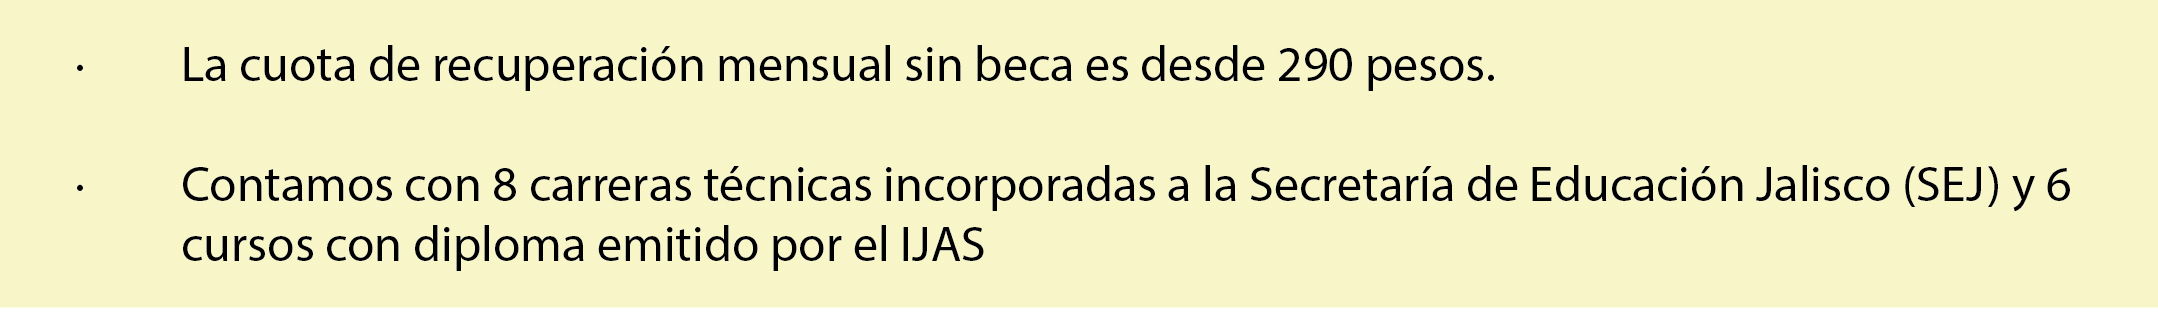 · La cuota de recuperación mensual sin beca es desde 290 pesos.
· Contamos con 8 carreras técnicas incorporadas a la Secretaría de Educación Jalisco (SEJ) y 6
cursos con diploma emitido por el IJAS